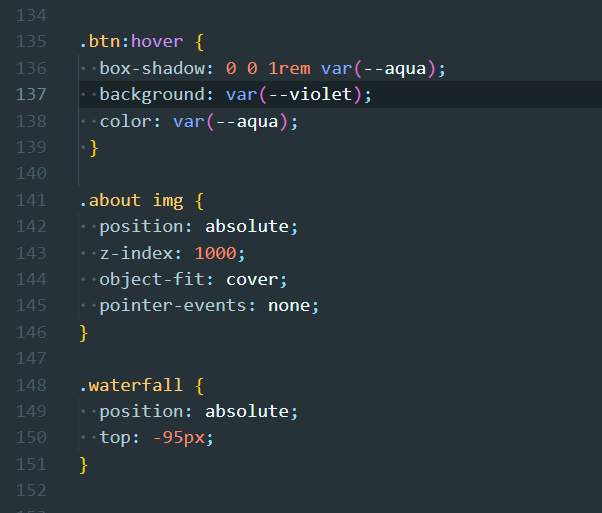 134
135 .btn:hover {
136   box-shadow: 0 0 1rem var(--aqua);
137   background: var(--violet);
138   color: var(--aqua);
139  }
140
141 .about img {
142   position: absolute;
143   z-index: 1000;
144   object-fit: cover;
145   pointer-events: none;
146 }
147
148 .waterfall {
149   position: absolute;
150   top: -95px;
151 }
152